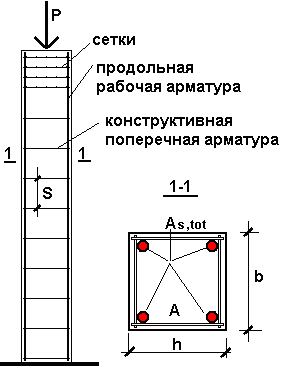 P
сетки
продольная
рабочая арматура
конструктивная
поперечная арматура
1 1
S
1-1
As,tot
A
b
h